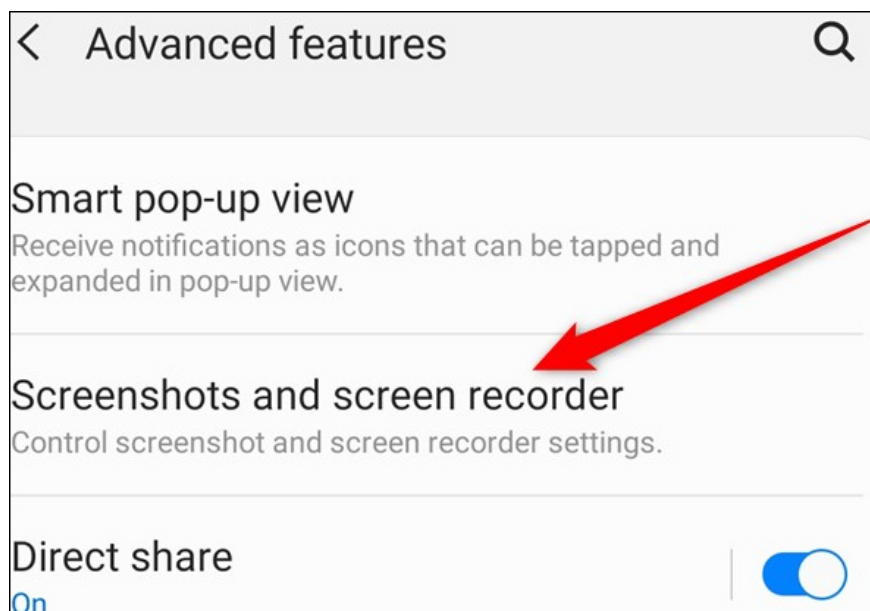 Advanced features
Smart pop-up view
Receive notifications as icons that can be tapped and
expanded in pop-up view.
Screenshots and screen recorder
Control screenshot and screen recorder settings.
Direct share
On